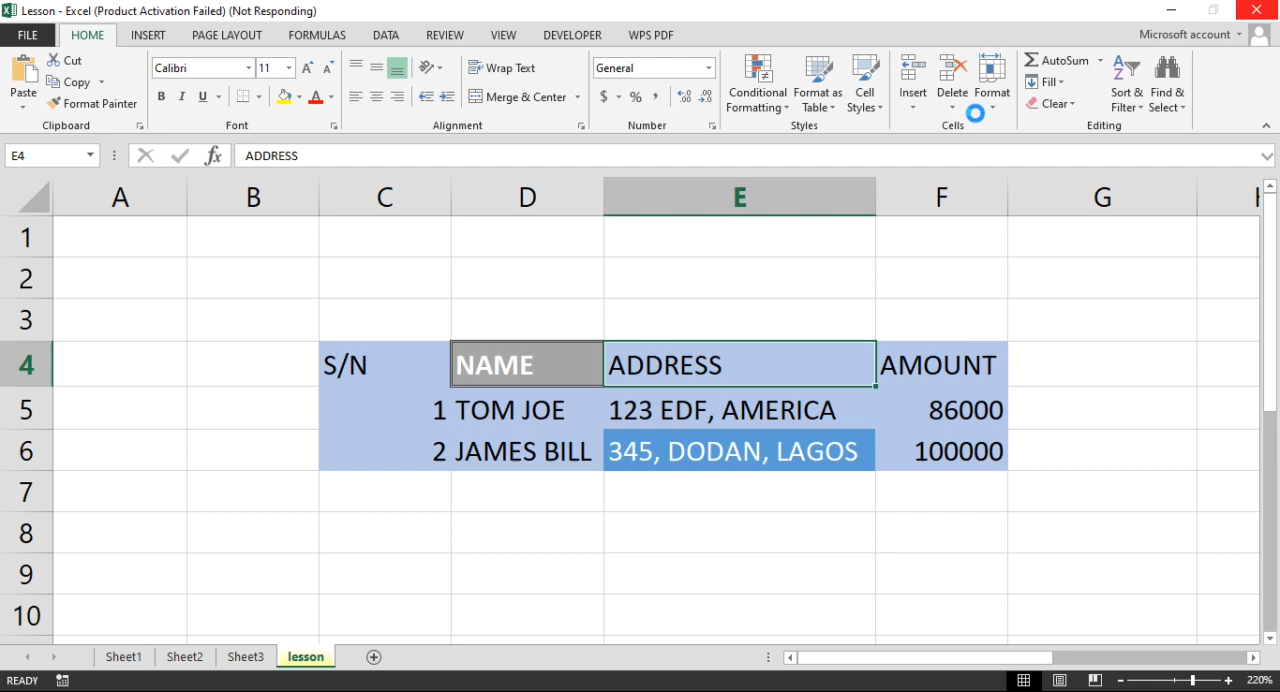 Lesson - Excel (Product Activation Failed) (Not Responding)
FILE HOME INSERT PAGE LAYOUT FORMULAS DATA REVIEW VIEW DEVELOPER WPS PDF Microsoft account
Paste
Cut
Copy
Format Painter
Clipboard
Calibri 11
B I U
Font
Wrap Text
Merge & Center
Alignment
General
$ % ,
Number
Conditional Formatting
Format as Table
Cell Styles
Styles
Insert Delete Format
Cells
AutoSum
Fill
Clear
Sort & Filter
Find & Select
Editing
E4 fx ADDRESS
A B C D E F G
1
2
3
4 S/N NAME ADDRESS AMOUNT
5 1 TOM JOE 123 EDF, AMERICA 86000
6 2 JAMES BILL 345, DODAN, LAGOS 100000
7
8
9
10
Sheet1 Sheet2 Sheet3 lesson
READY 220%